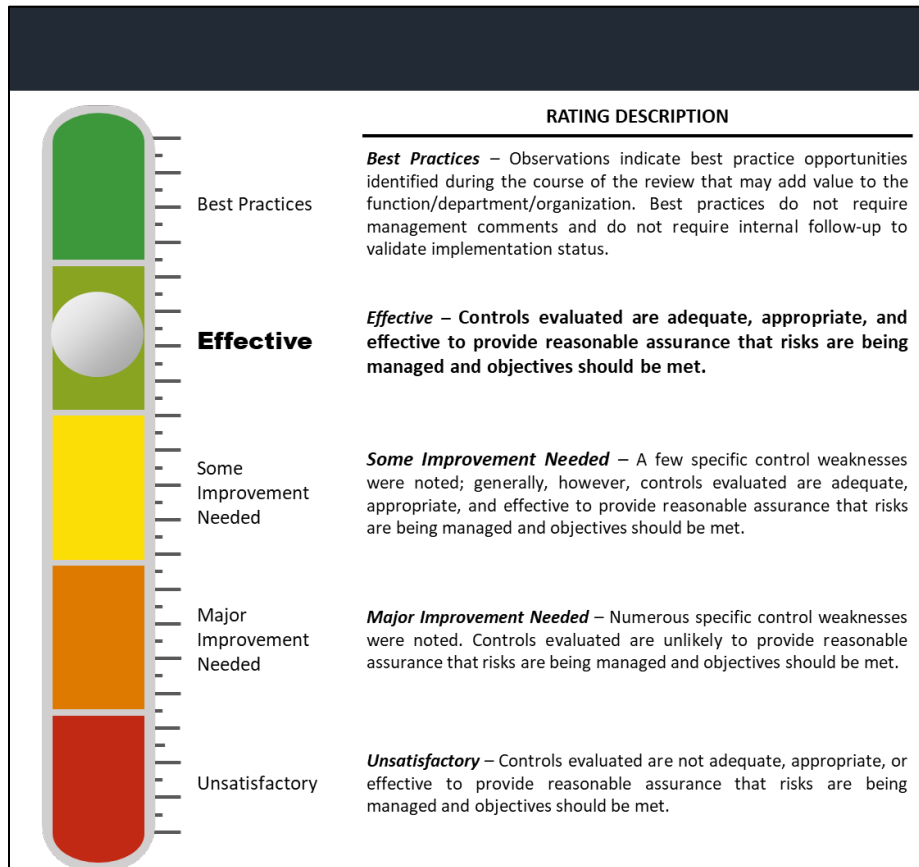 RATING DESCRIPTION
Best Practices
Best Practices – Observations indicate best practice opportunities
identified during the course of the review that may add value to the
function/department/organization. Best practices do not require
management comments and do not require internal follow-up to
validate implementation status.
Effective
Effective – Controls evaluated are adequate, appropriate, and
effective to provide reasonable assurance that risks are being
managed and objectives should be met.
Some
Improvement
Needed
Some Improvement Needed – A few specific control weaknesses
were noted; generally, however, controls evaluated are adequate,
appropriate, and effective to provide reasonable assurance that risks
are being managed and objectives should be met.
Major
Improvement
Needed
Major Improvement Needed – Numerous specific control weaknesses
were noted. Controls evaluated are unlikely to provide reasonable
assurance that risks are being managed and objectives should be met.
Unsatisfactory
Unsatisfactory – Controls evaluated are not adequate, appropriate, or
effective to provide reasonable assurance that risks are being
managed and objectives should be met.